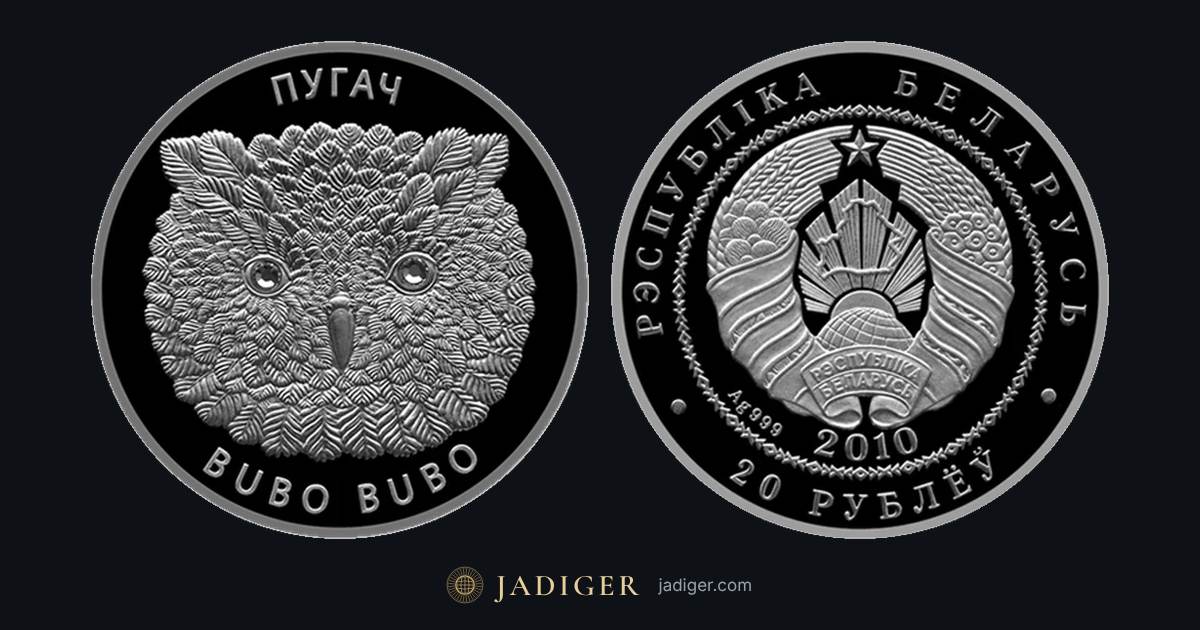 ПУГАЧ
BUBO BUBO
РЭСПУБЛІКА БЕЛАРУСЬ
РЭСПУБЛІКА
БЕЛАРУСЬ
Ag 999
2010
20 РУБЛЁЎ
JADIGER jadiger.com